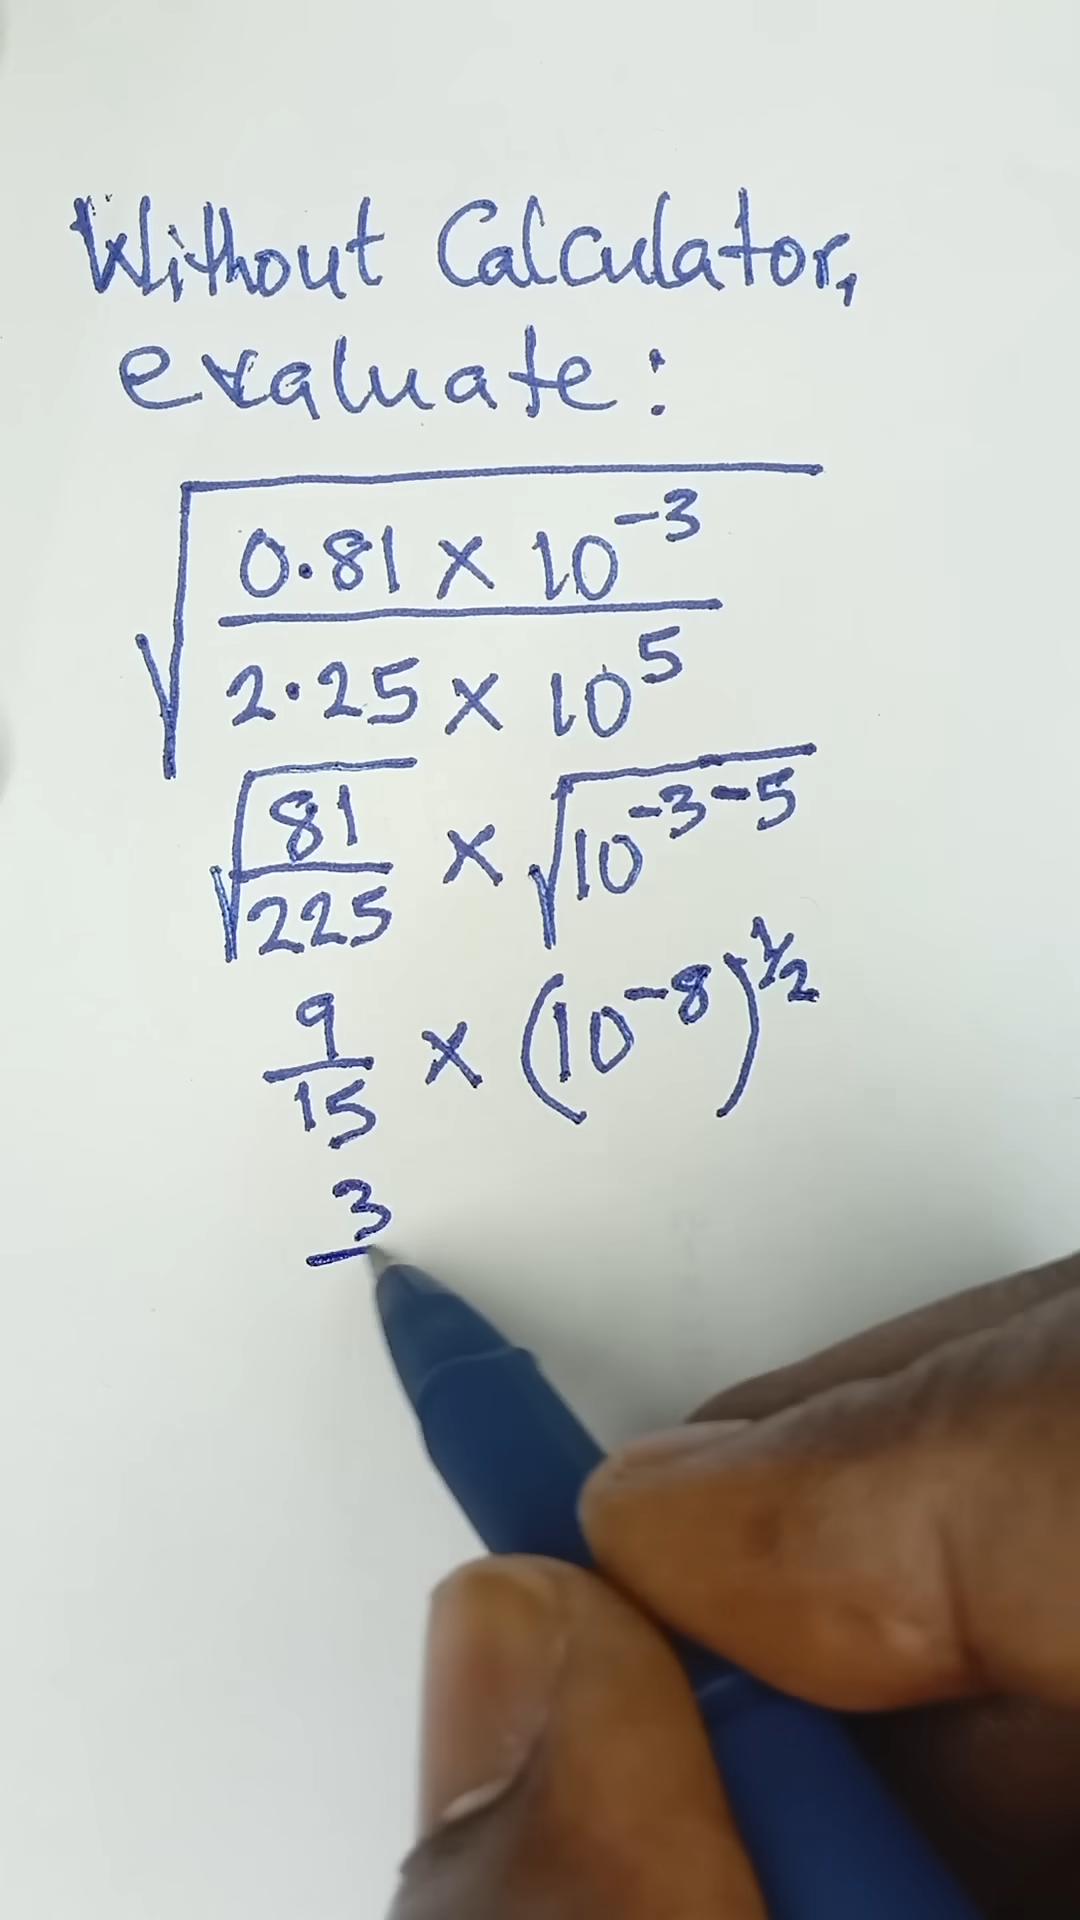 Without Calculator,
evaluate:
√(0.81 × 10⁻³ / 2.25 × 10⁵)
√(81/225) × √(10⁻³⁻⁵)
9/15 × (10⁻⁸)^½
3